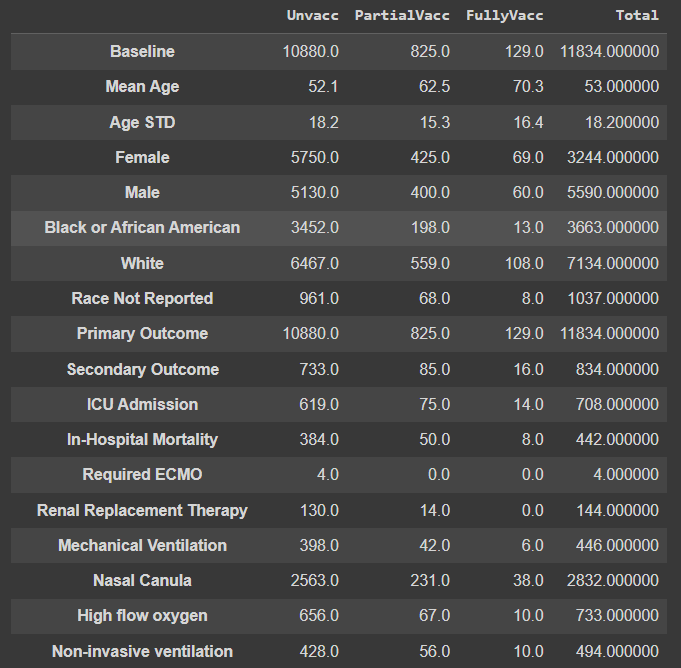 Unvacc PartialVacc FullyVacc Total
Baseline 10880.0 825.0 129.0 11834.000000
Mean Age 52.1 62.5 70.3 53.000000
Age STD 18.2 15.3 16.4 18.200000
Female 5750.0 425.0 69.0 3244.000000
Male 5130.0 400.0 60.0 5590.000000
Black or African American 3452.0 198.0 13.0 3663.000000
White 6467.0 559.0 108.0 7134.000000
Race Not Reported 961.0 68.0 8.0 1037.000000
Primary Outcome 10880.0 825.0 129.0 11834.000000
Secondary Outcome 733.0 85.0 16.0 834.000000
ICU Admission 619.0 75.0 14.0 708.000000
In-Hospital Mortality 384.0 50.0 8.0 442.000000
Required ECMO 4.0 0.0 0.0 4.000000
Renal Replacement Therapy 130.0 14.0 0.0 144.000000
Mechanical Ventilation 398.0 42.0 6.0 446.000000
Nasal Canula 2563.0 231.0 38.0 2832.000000
High flow oxygen 656.0 67.0 10.0 733.000000
Non-invasive ventilation 428.0 56.0 10.0 494.000000